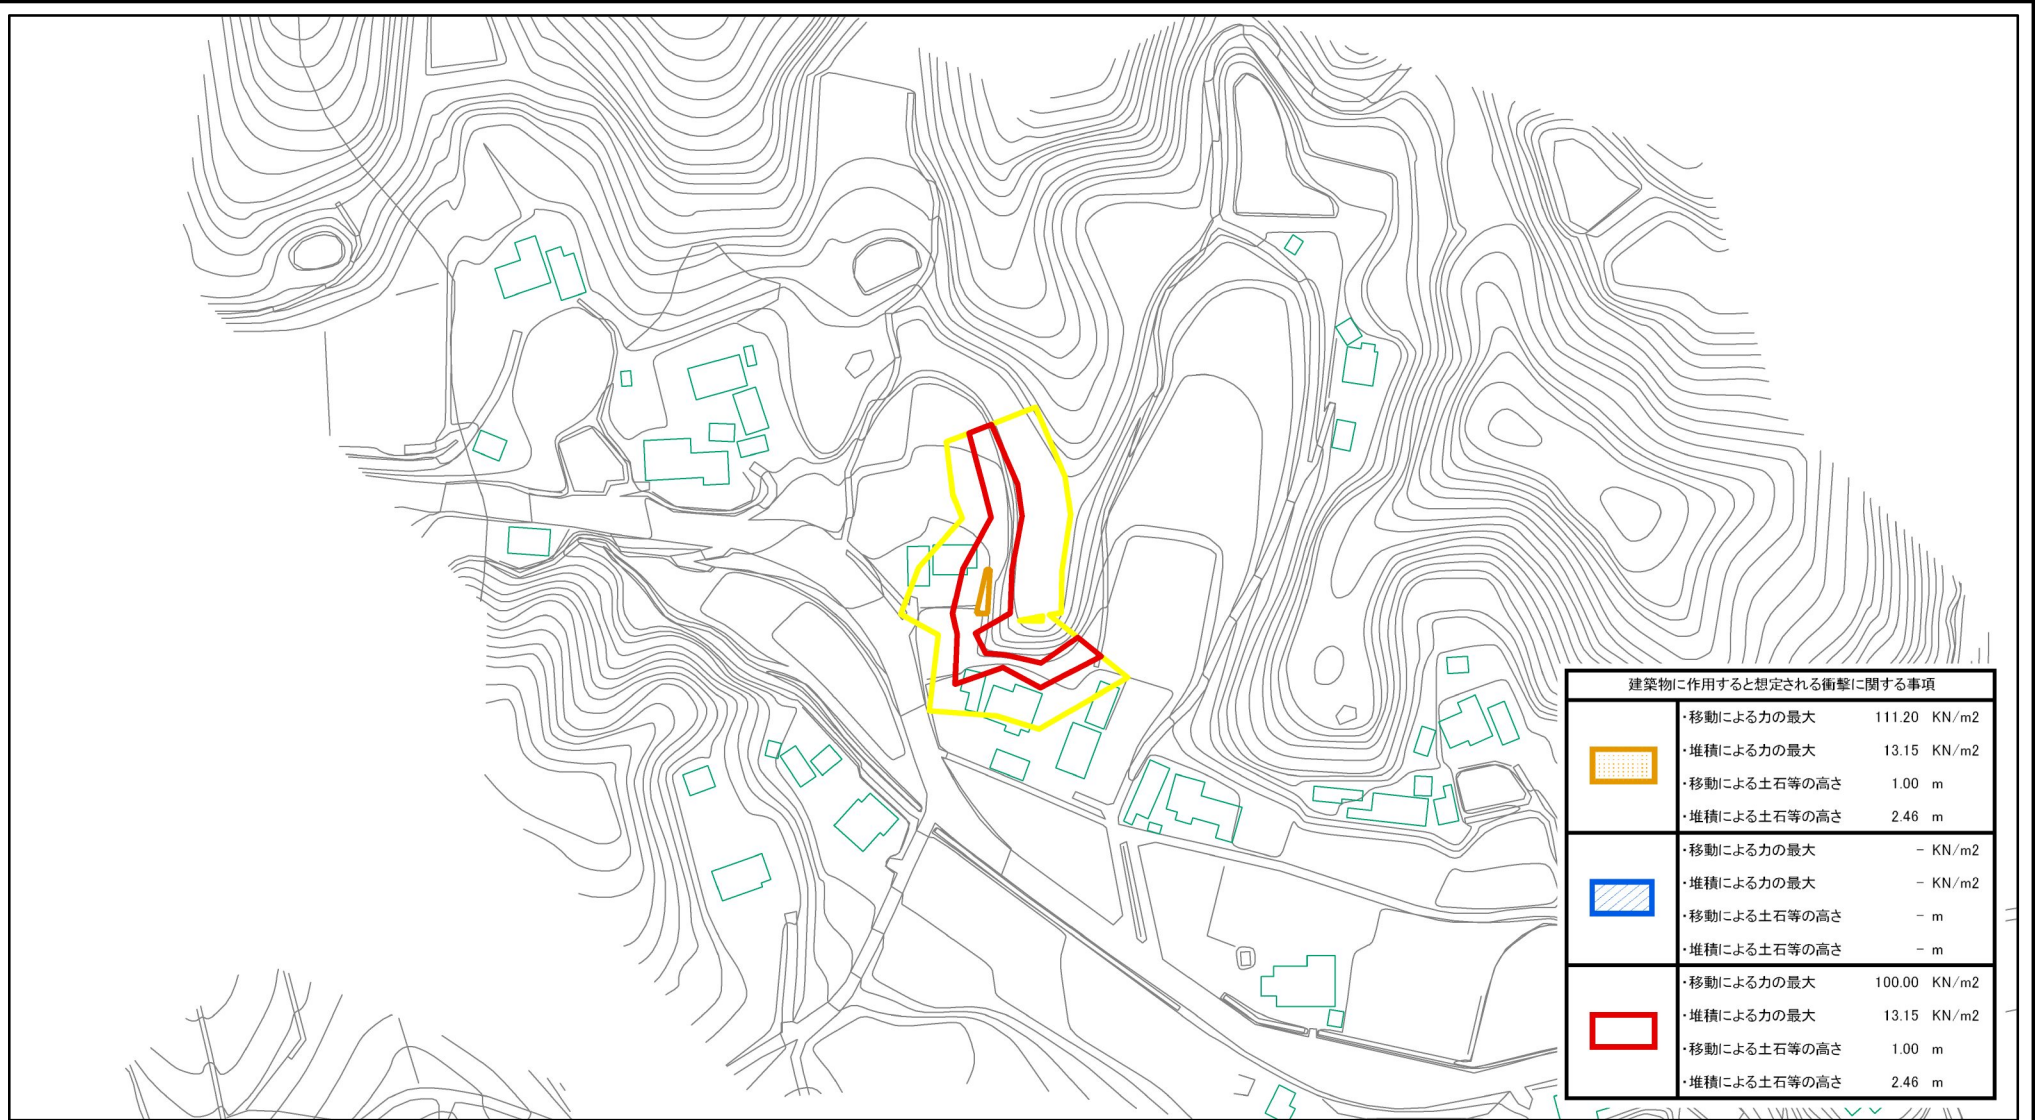 建築物に作用すると想定される衝撃に関する事項
・移動による力の最大 111.20 KN/m2
・堆積による力の最大 13.15 KN/m2
・移動による土石等の高さ 1.00 m
・堆積による土石等の高さ 2.46 m
・移動による力の最大 - KN/m2
・堆積による力の最大 - KN/m2
・移動による土石等の高さ - m
・堆積による土石等の高さ - m
・移動による力の最大 100.00 KN/m2
・堆積による力の最大 13.15 KN/m2
・移動による土石等の高さ 1.00 m
・堆積による土石等の高さ 2.46 m